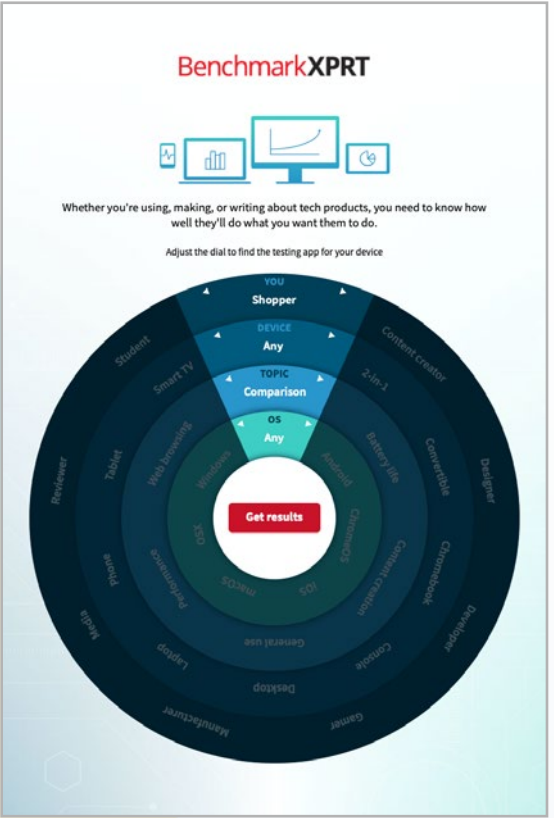 BenchmarkXPRT
Whether you're using, making, or writing about tech products, you need to know how
well they'll do what you want them to do.
Adjust the dial to find the testing app for your device
YOU
Shopper
DEVICE
Any
TOPIC
Comparison
OS
Any
Get results
Content creator
Designer
Developer
Gamer
Manufacturer
Media
Reviewer
Student
2-in-1
Convertible
Chromebook
Console
Desktop
Laptop
Phone
Tablet
Smart TV
Battery life
Content creation
General use
Performance
Web browsing
Android
ChromeOS
iOS
macOS
OSX
Windows